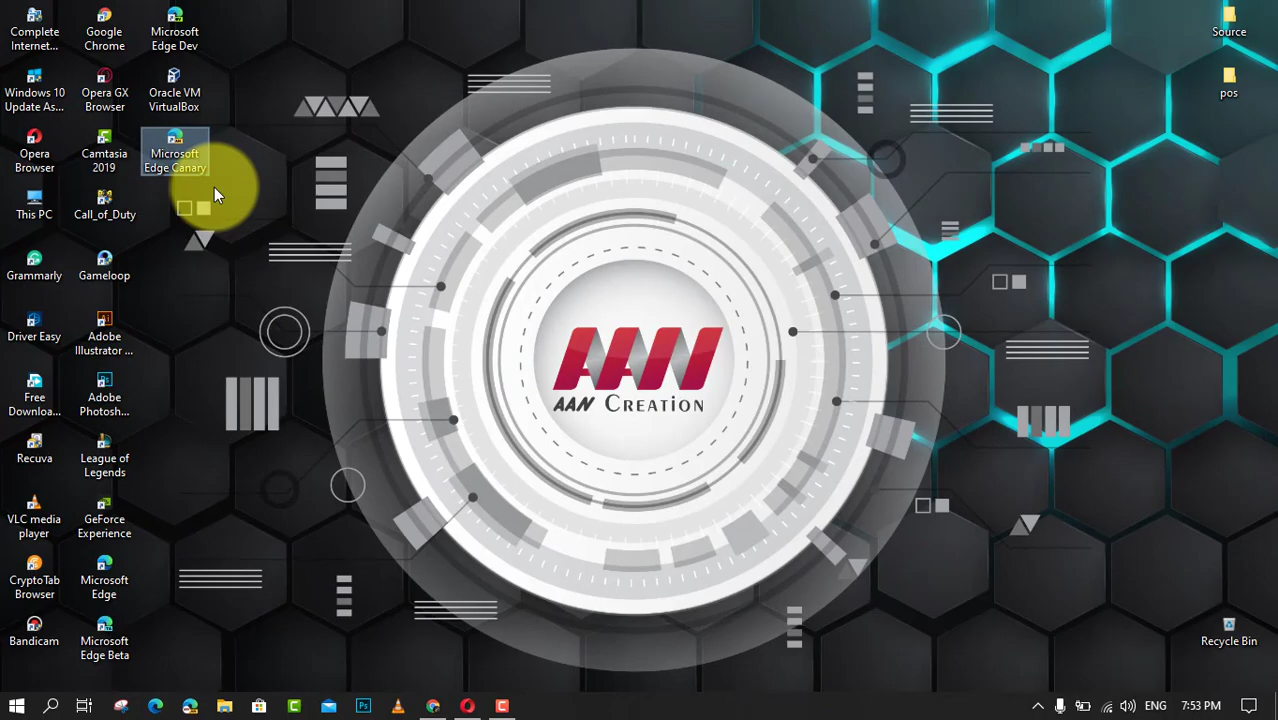 Complete
Internet...
Google
Chrome
Microsoft
Edge Dev
Windows 10
Update As...
Opera GX
Browser
Oracle VM
VirtualBox
Opera
Browser
Camtasia
2019
Microsoft
Edge Canary
This PC
Call_of_Duty
Grammarly
Gameloop
Driver Easy
Adobe
Illustrator ...
Free
Downloa...
Adobe
Photosh...
Recuva
League of
Legends
VLC media
player
GeForce
Experience
CryptoTab
Browser
Microsoft
Edge
Bandicam
Microsoft
Edge Beta
AAN
AAN CREATION
Source
pos
Recycle Bin
Ps
ENG
7:53 PM